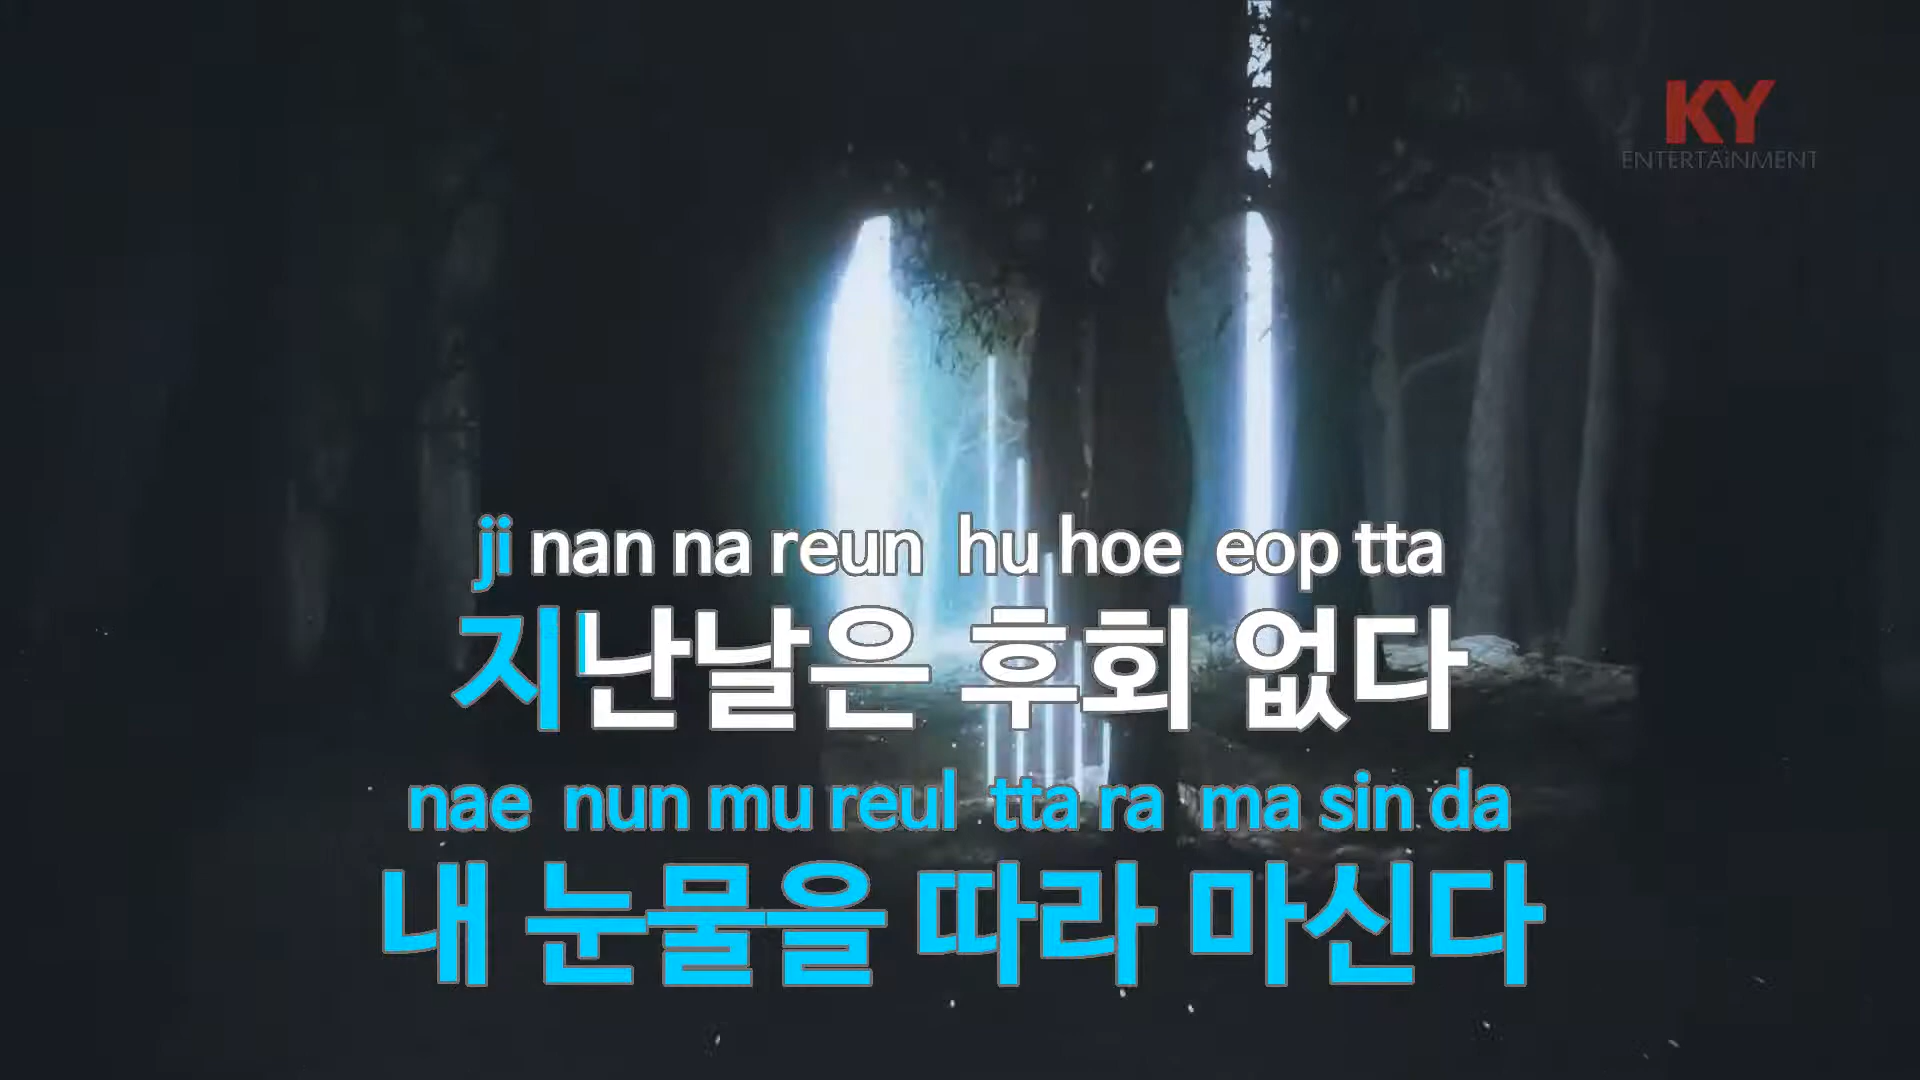 KY
ENTERTAiNMENT
ji nan na reun hu hoe eop tta
지난날은 후회 없다
nae nun mu reul tta ra ma sin da
내 눈물을 따라 마신다